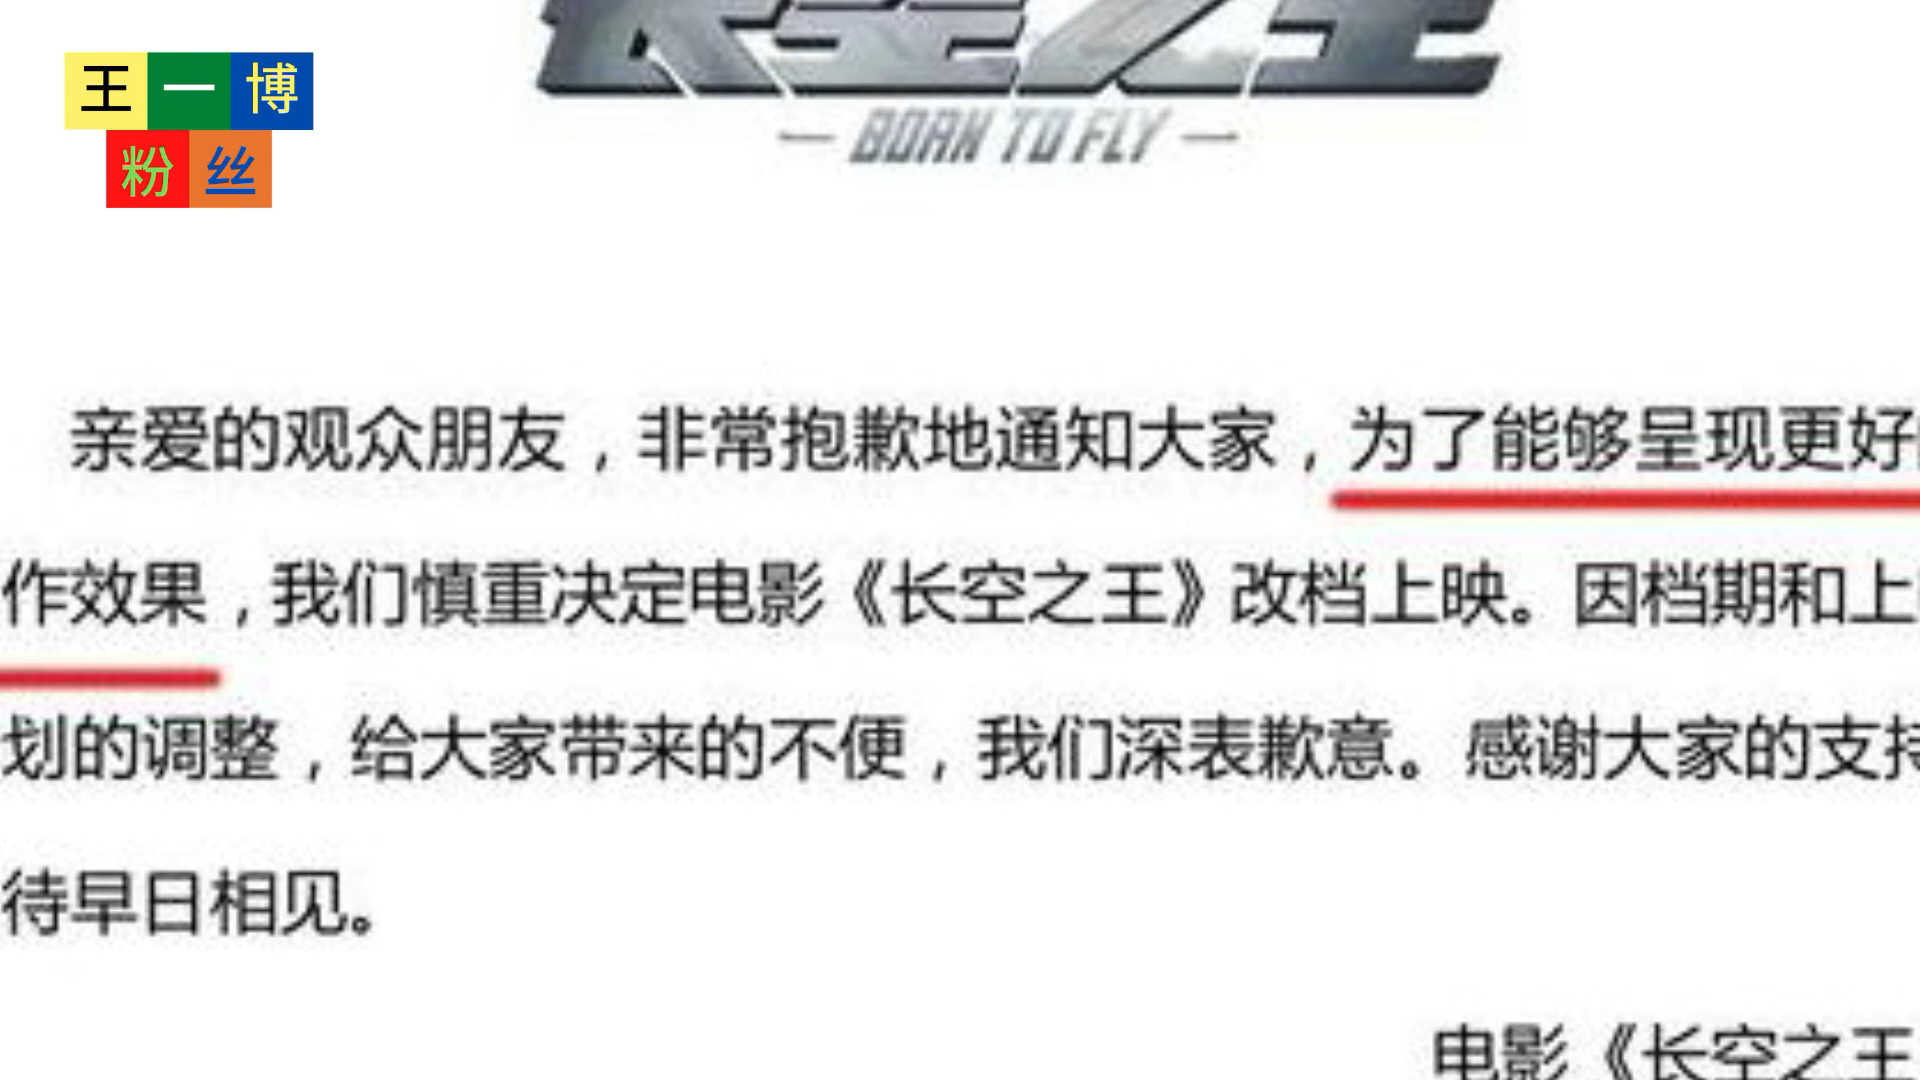 王一博
粉丝
BORN TO FLY
亲爱的观众朋友，非常抱歉地通知大家，为了能够呈现更好
作效果，我们慎重决定电影《长空之王》改档上映。因档期和上
划的调整，给大家带来的不便，我们深表歉意。感谢大家的支持
待早日相见。
电影《长空之王